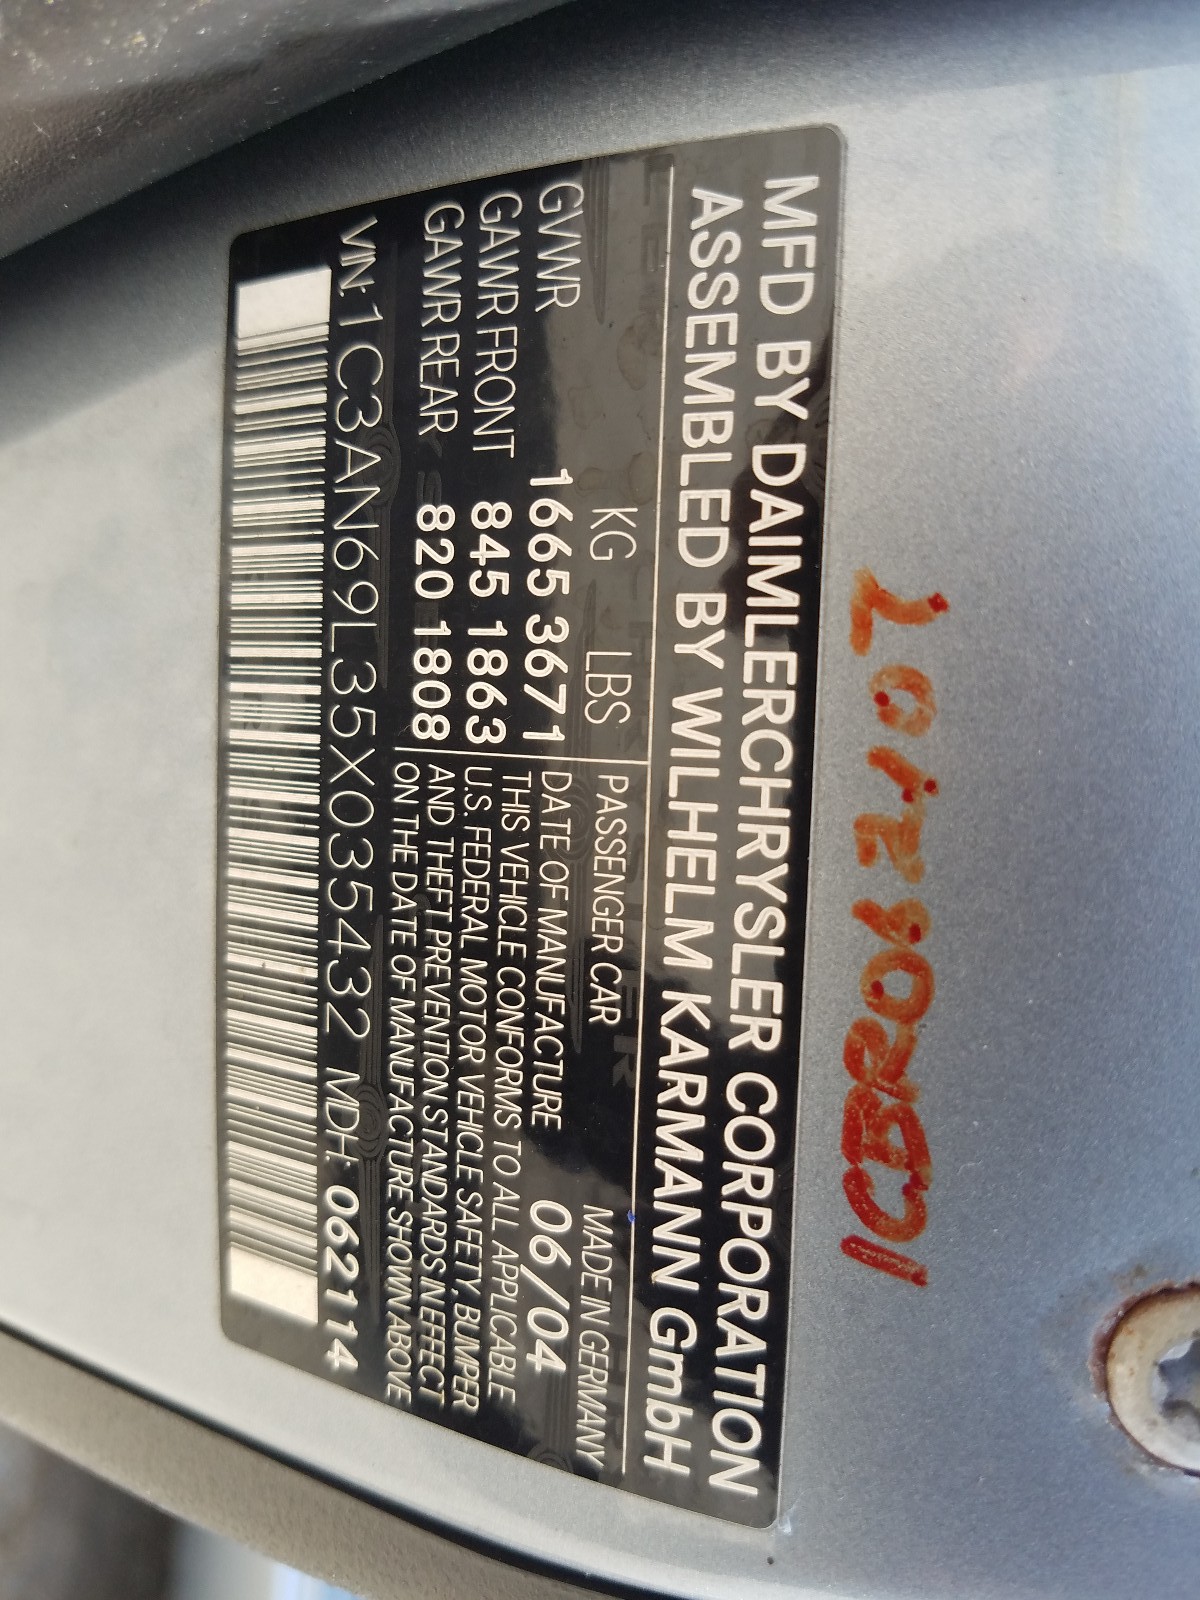 MFD BY DAIMLERCHRYSLER CORPORATION
ASSEMBLED BY WILHELM KARMANN GmbH
KG LBS PASSENGER CAR MADE IN GERMANY
GVWR 1665 3671 DATE OF MANUFACTURE 06/04
GAWR FRONT 845 1863 THIS VEHICLE CONFORMS TO ALL APPLICABLE
GAWR REAR 820 1808 U.S. FEDERAL MOTOR VEHICLE SAFETY, BUMPER
AND THEFT PREVENTION STANDARDS IN EFFECT
ON THE DATE OF MANUFACTURE SHOWN ABOVE
VIN: 1C3AN69L35X035432 MDH: 062114